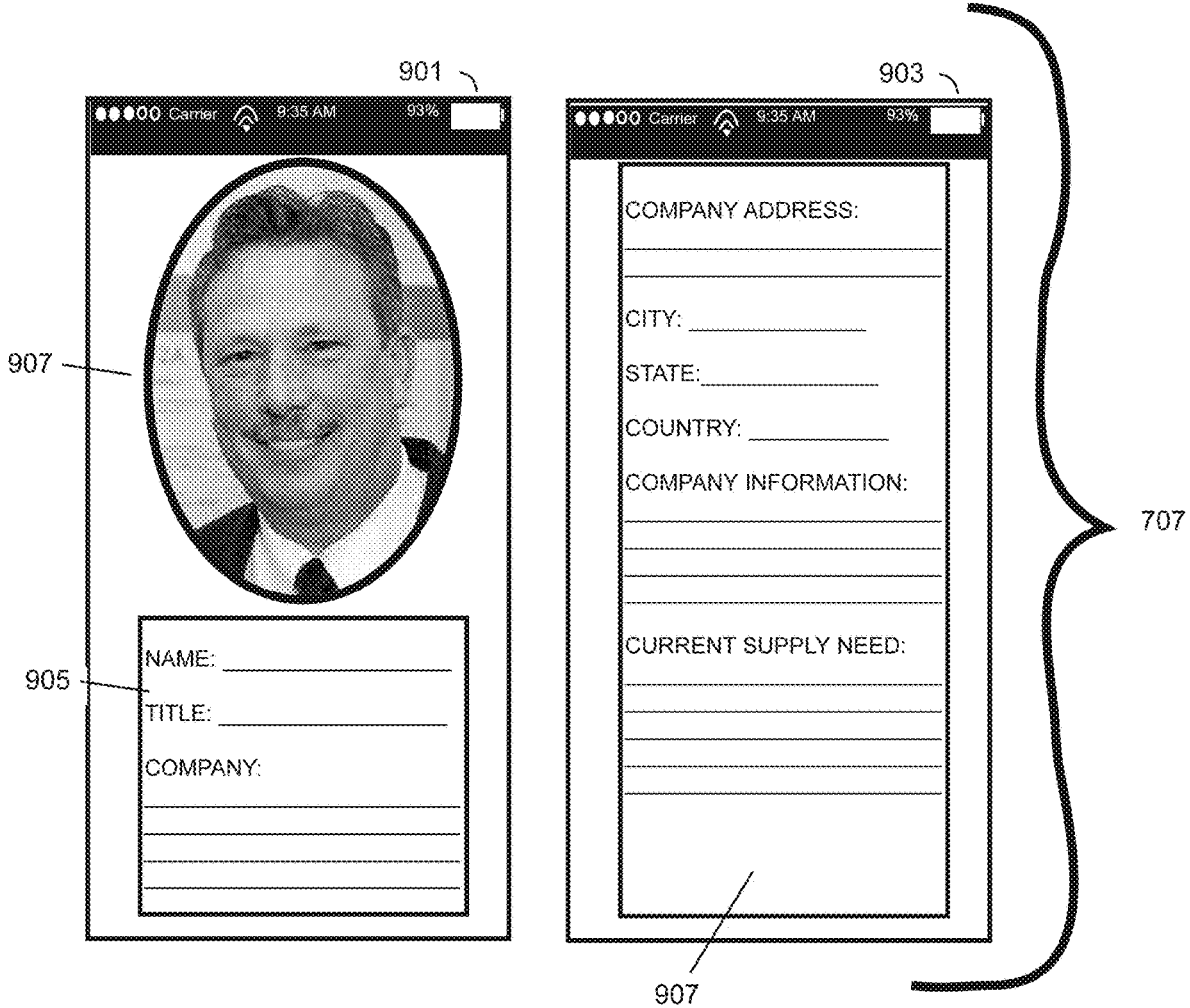 901
●●●○○ Carrier 9:35 AM 93%
907
NAME:
905
TITLE:
COMPANY:
903
●●●○○ Carrier 9:35 AM 93%
COMPANY ADDRESS:
CITY:
STATE:
COUNTRY:
COMPANY INFORMATION:
CURRENT SUPPLY NEED:
907
707